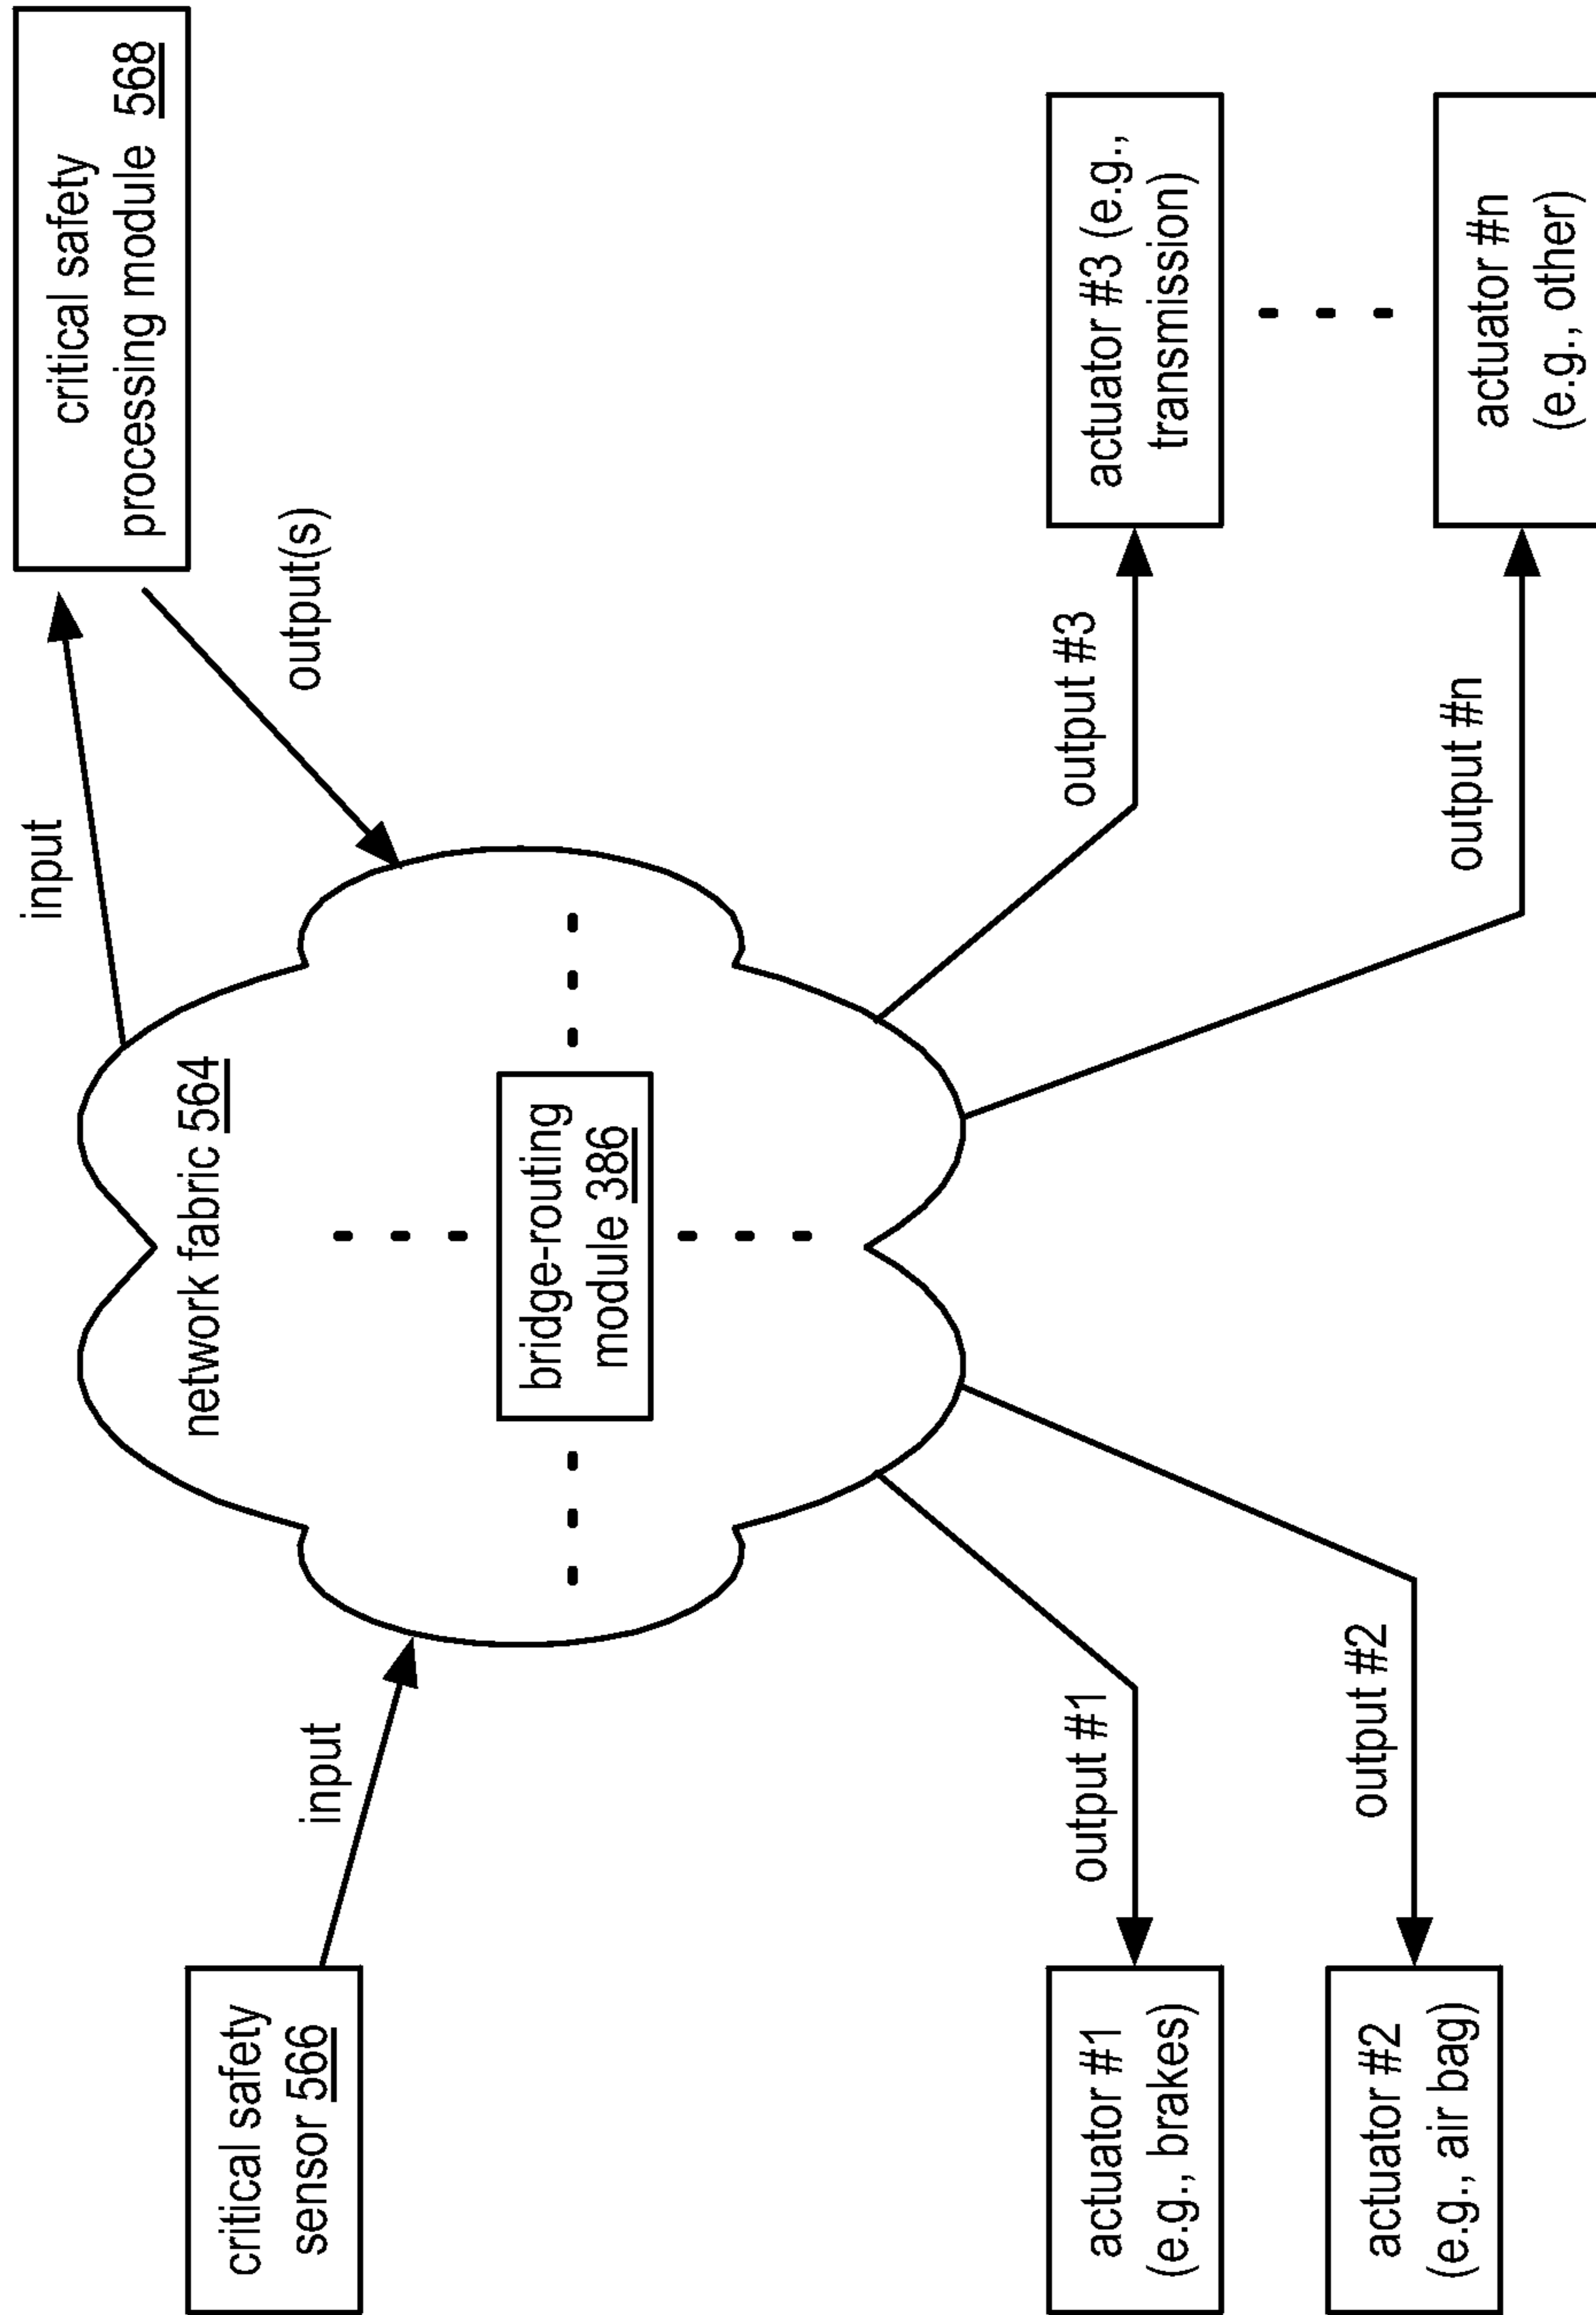 critical safety
sensor 566
input
network fabric 564
bridge-routing
module 386
input
output(s)
critical safety
processing module 568
actuator #1
(e.g., brakes)
output #1
actuator #2
(e.g., air bag)
output #2
output #3
actuator #3 (e.g.,
transmission)
output #n
actuator #n
(e.g., other)